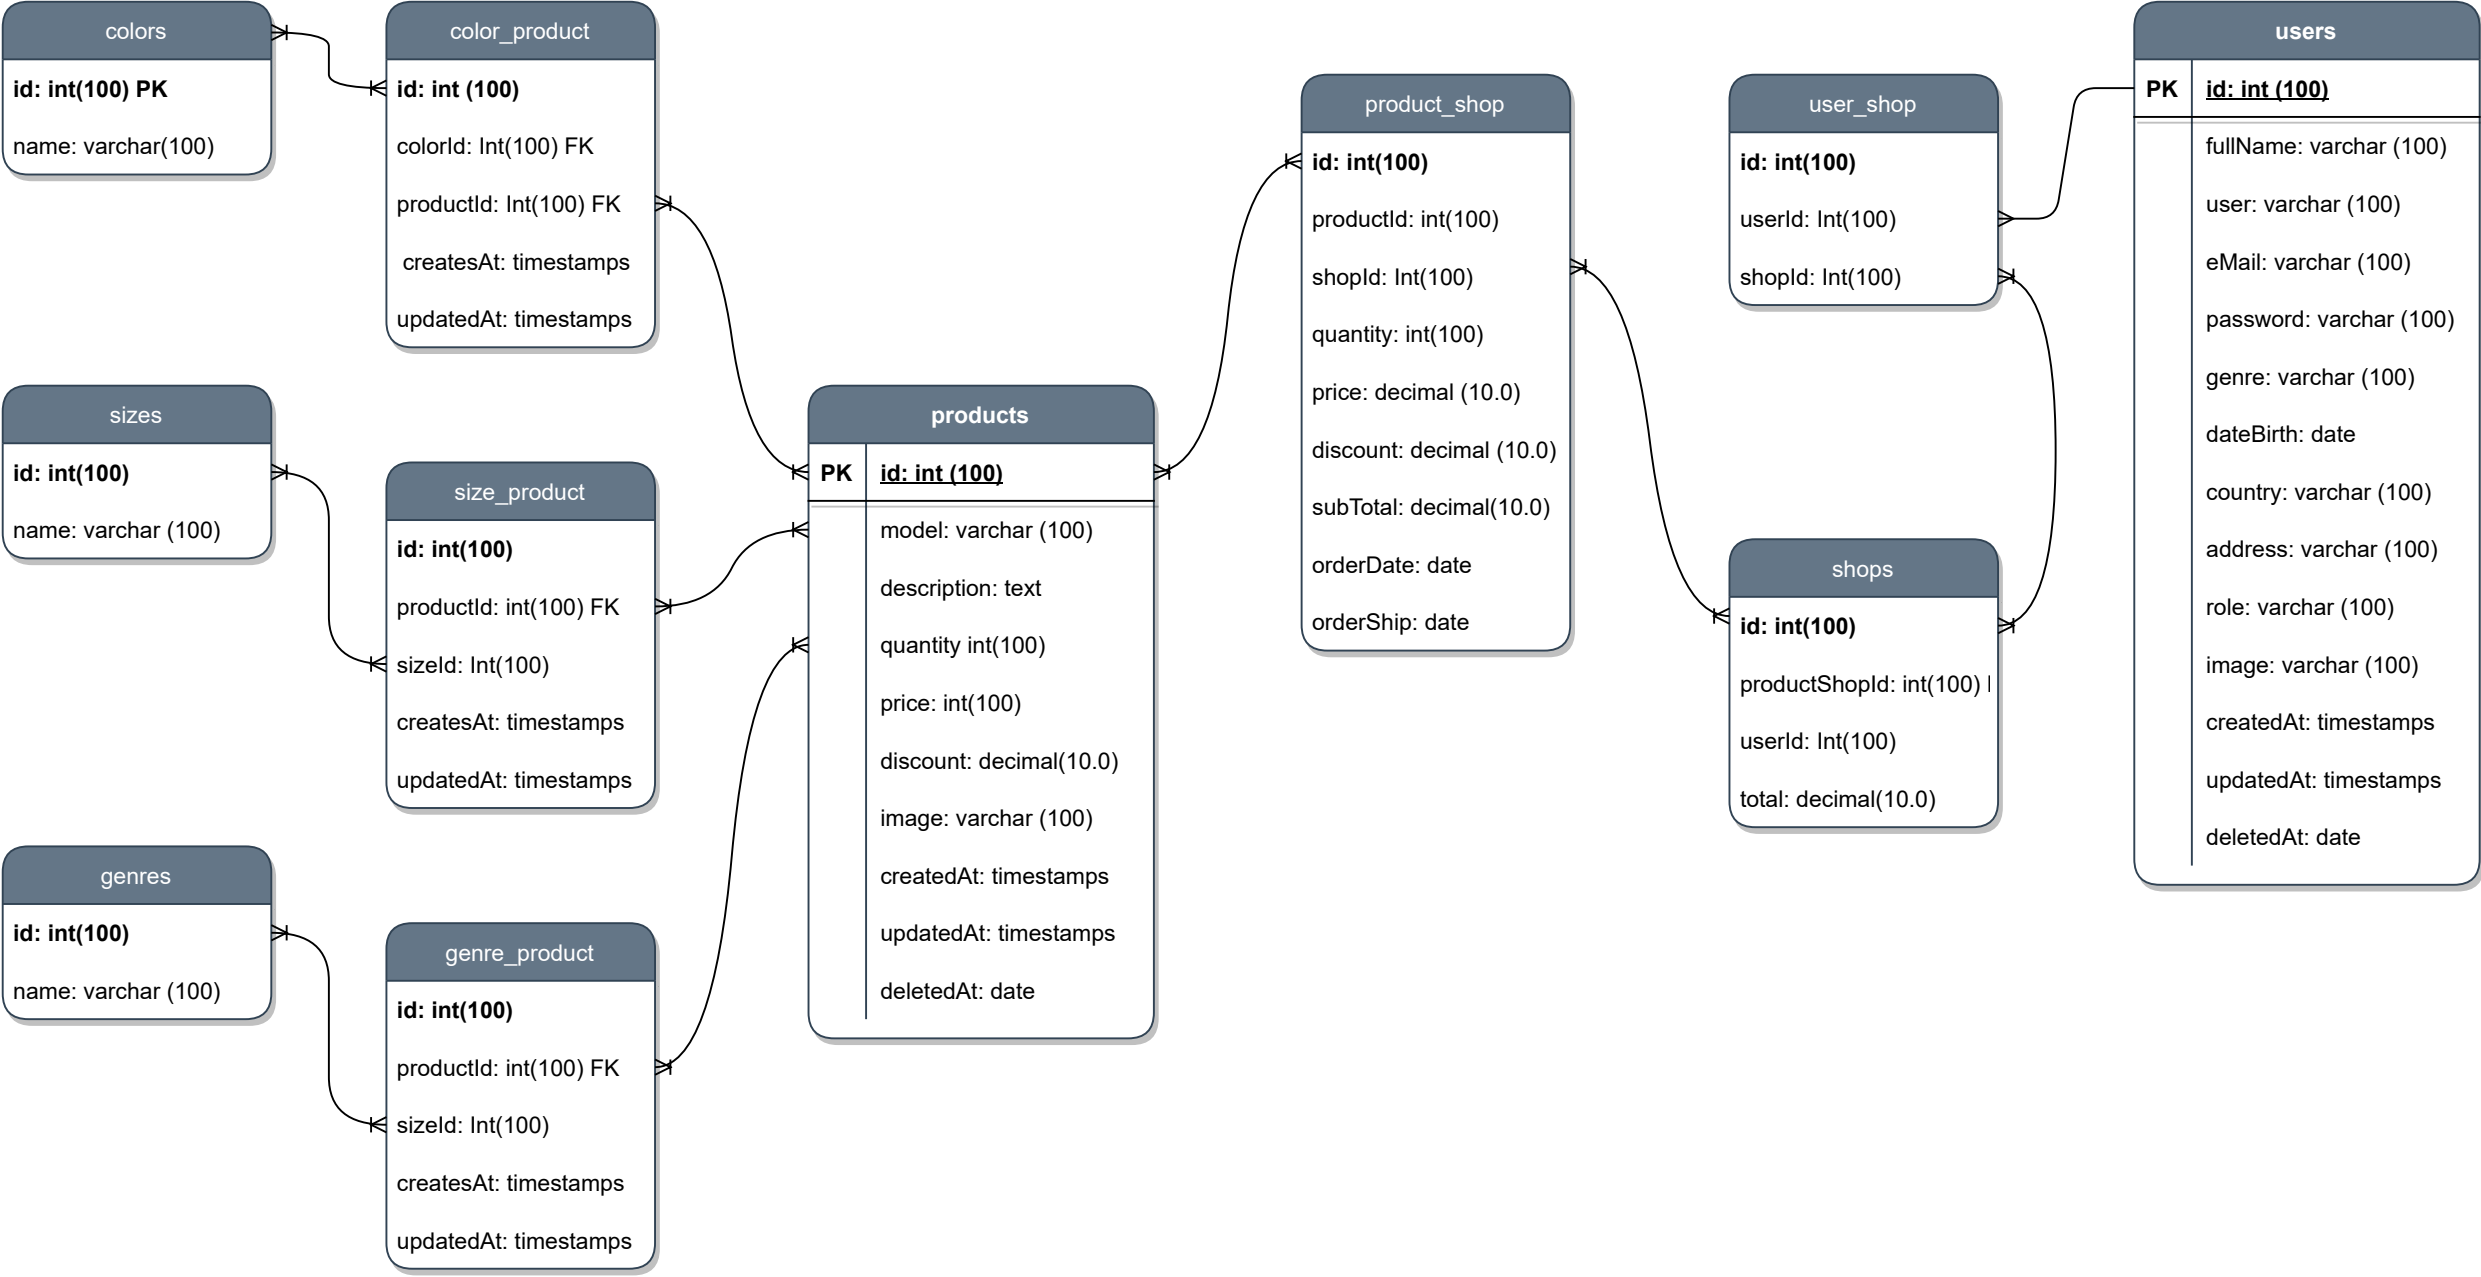 colors
id: int(100) PK
name: varchar(100)
color_product
id: int (100)
colorId: Int(100) FK
productId: Int(100) FK
createsAt: timestamps
updatedAt: timestamps
sizes
id: int(100)
name: varchar (100)
size_product
id: int(100)
productId: int(100) FK
sizeId: Int(100)
createsAt: timestamps
updatedAt: timestamps
genres
id: int(100)
name: varchar (100)
genre_product
id: int(100)
productId: int(100) FK
sizeId: Int(100)
createsAt: timestamps
updatedAt: timestamps
products
PK id: int (100)
model: varchar (100)
description: text
quantity int(100)
price: int(100)
discount: decimal(10.0)
image: varchar (100)
createdAt: timestamps
updatedAt: timestamps
deletedAt: date
product_shop
id: int(100)
productId: int(100)
shopId: Int(100)
quantity: int(100)
price: decimal (10.0)
discount: decimal (10.0)
subTotal: decimal(10.0)
orderDate: date
orderShip: date
user_shop
id: int(100)
userId: Int(100)
shopId: Int(100)
shops
id: int(100)
productShopId: int(100)
userId: Int(100)
total: decimal(10.0)
users
PK id: int (100)
fullName: varchar (100)
user: varchar (100)
eMail: varchar (100)
password: varchar (100)
genre: varchar (100)
dateBirth: date
country: varchar (100)
address: varchar (100)
role: varchar (100)
image: varchar (100)
createdAt: timestamps
updatedAt: timestamps
deletedAt: date